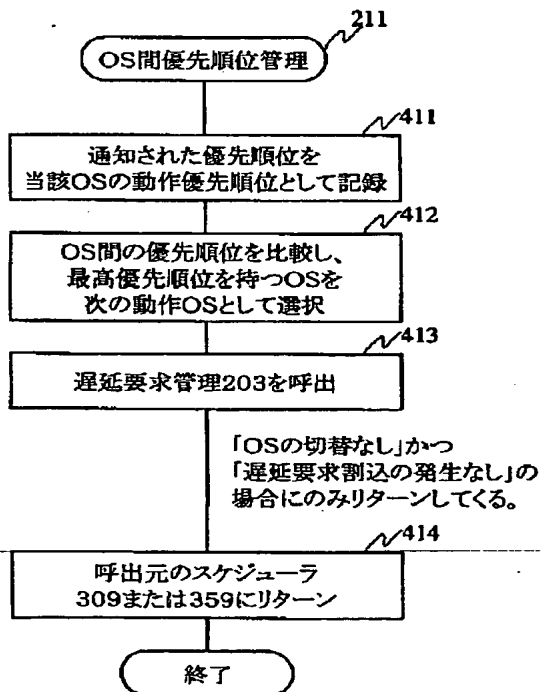 211
OS間優先順位管理
411
通知された優先順位を
当該OSの動作優先順位として記録
412
OS間の優先順位を比較し、
最高優先順位を持つOSを
次の動作OSとして選択
413
遅延要求管理203を呼出
「OSの切替なし」かつ
「遅延要求割込の発生なし」の
場合にのみリターンしてくる。
414
呼出元のスケジューラ
309または359にリターン
終了